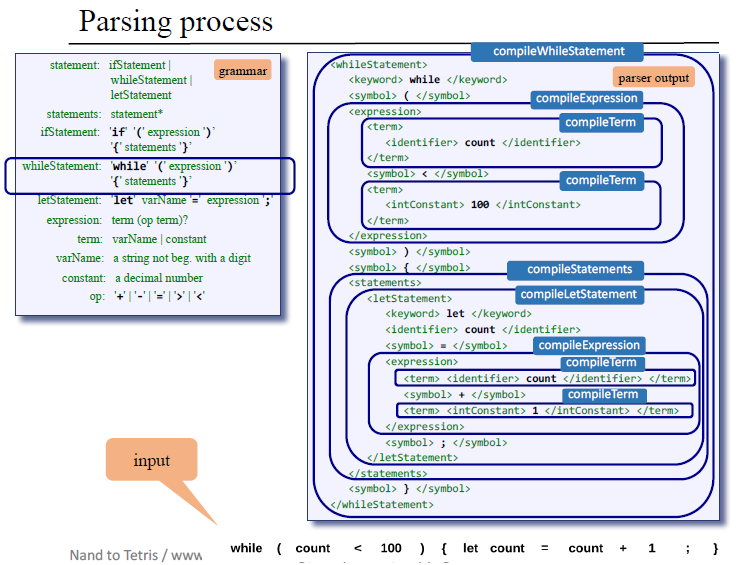 Parsing process
grammar
statement: ifStatement |
whileStatement |
letStatement
statements: statement*
ifStatement: 'if' '(' expression ')'
'{' statements '}'
whileStatement: 'while' '(' expression ')'
'{' statements '}'
letStatement: 'let' varName '=' expression ';'
expression: term (op term)?
term: varName | constant
varName: a string not beg. with a digit
constant: a decimal number
op: '+' | '-' | '=' | '>' | '<'
compileWhileStatement
parser output
<whileStatement>
<keyword> while </keyword>
<symbol> ( </symbol>
compileExpression
<expression>
compileTerm
<term>
<identifier> count </identifier>
</term>
<symbol> < </symbol>
compileTerm
<term>
<intConstant> 100 </intConstant>
</term>
</expression>
<symbol> ) </symbol>
<symbol> { </symbol>
compileStatements
<statements>
compileLetStatement
<letStatement>
<keyword> let </keyword>
<identifier> count </identifier>
<symbol> = </symbol>
compileExpression
<expression>
compileTerm
<term> <identifier> count </identifier> </term>
<symbol> + </symbol>
compileTerm
<term> <intConstant> 1 </intConstant> </term>
</expression>
<symbol> ; </symbol>
</letStatement>
</statements>
<symbol> } </symbol>
</whileStatement>
input
while ( count < 100 ) { let count = count + 1 ; }
Nand to Tetris / www